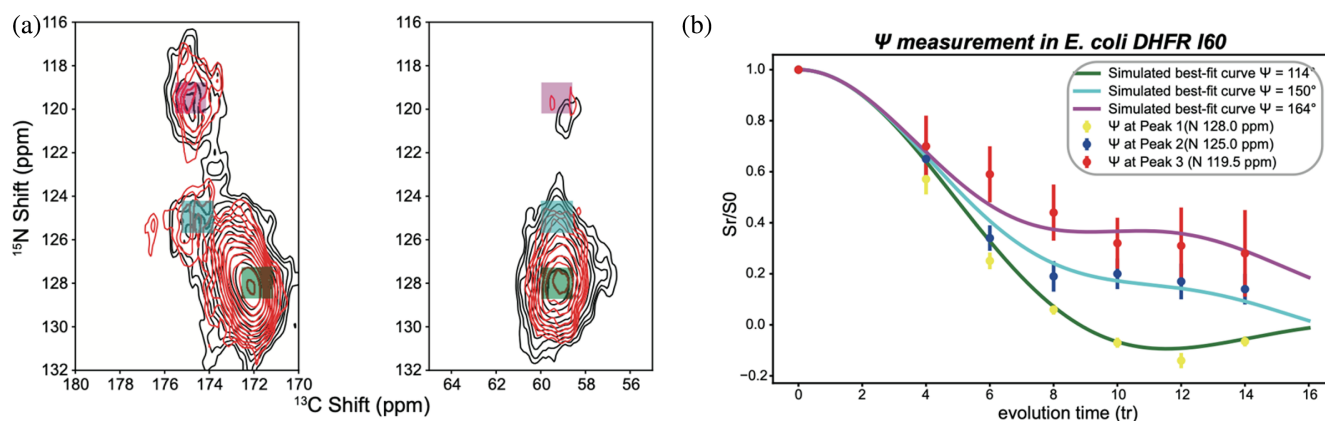 (a)
116
118
120
122
124
126
128
130
132
¹⁵N Shift (ppm)
180 178 176 174 172 170
116
118
120
122
124
126
128
130
132
64 62 60 58 56
¹³C Shift (ppm)
(b)
Ψ measurement in E. coli DHFR I60
Simulated best-fit curve Ψ = 114°
Simulated best-fit curve Ψ = 150°
Simulated best-fit curve Ψ = 164°
Ψ at Peak 1(N 128.0 ppm)
Ψ at Peak 2(N 125.0 ppm)
Ψ at Peak 3 (N 119.5 ppm)
Sr/S0
1.0
0.8
0.6
0.4
0.2
0.0
−0.2
0 2 4 6 8 10 12 14 16
evolution time (tr)